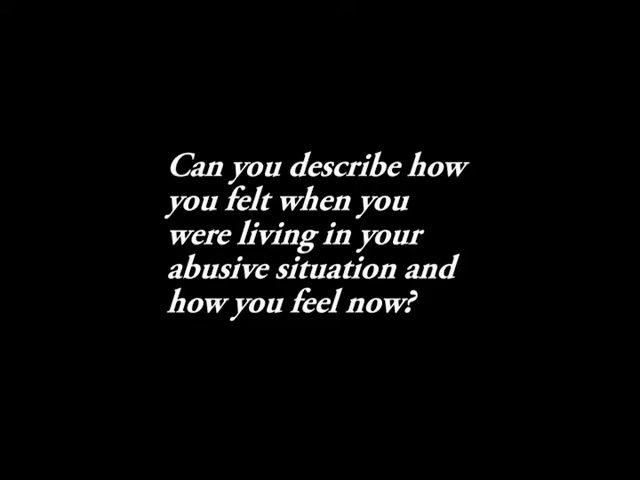 Can you describe how
you felt when you
were living in your
abusive situation and
how you feel now?